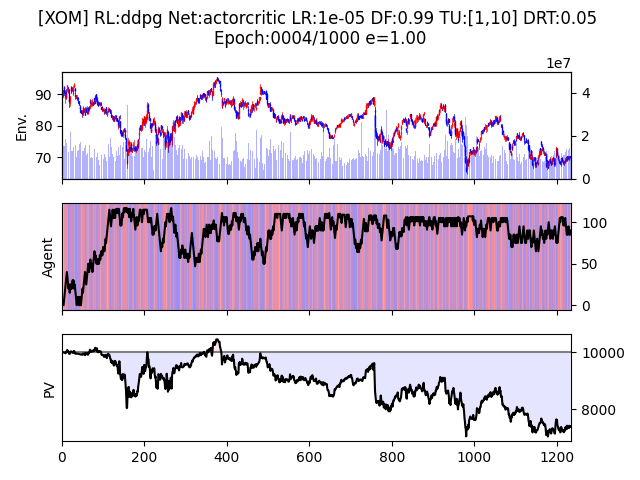 [XOM] RL:ddpg Net:actorcritic LR:1e-05 DF:0.99 TU:[1,10] DRT:0.05
Epoch:0004/1000 e=1.00
1e7
Env.
90
80
70
4
2
0
Agent
100
50
0
PV
10000
8000
0 200 400 600 800 1000 1200